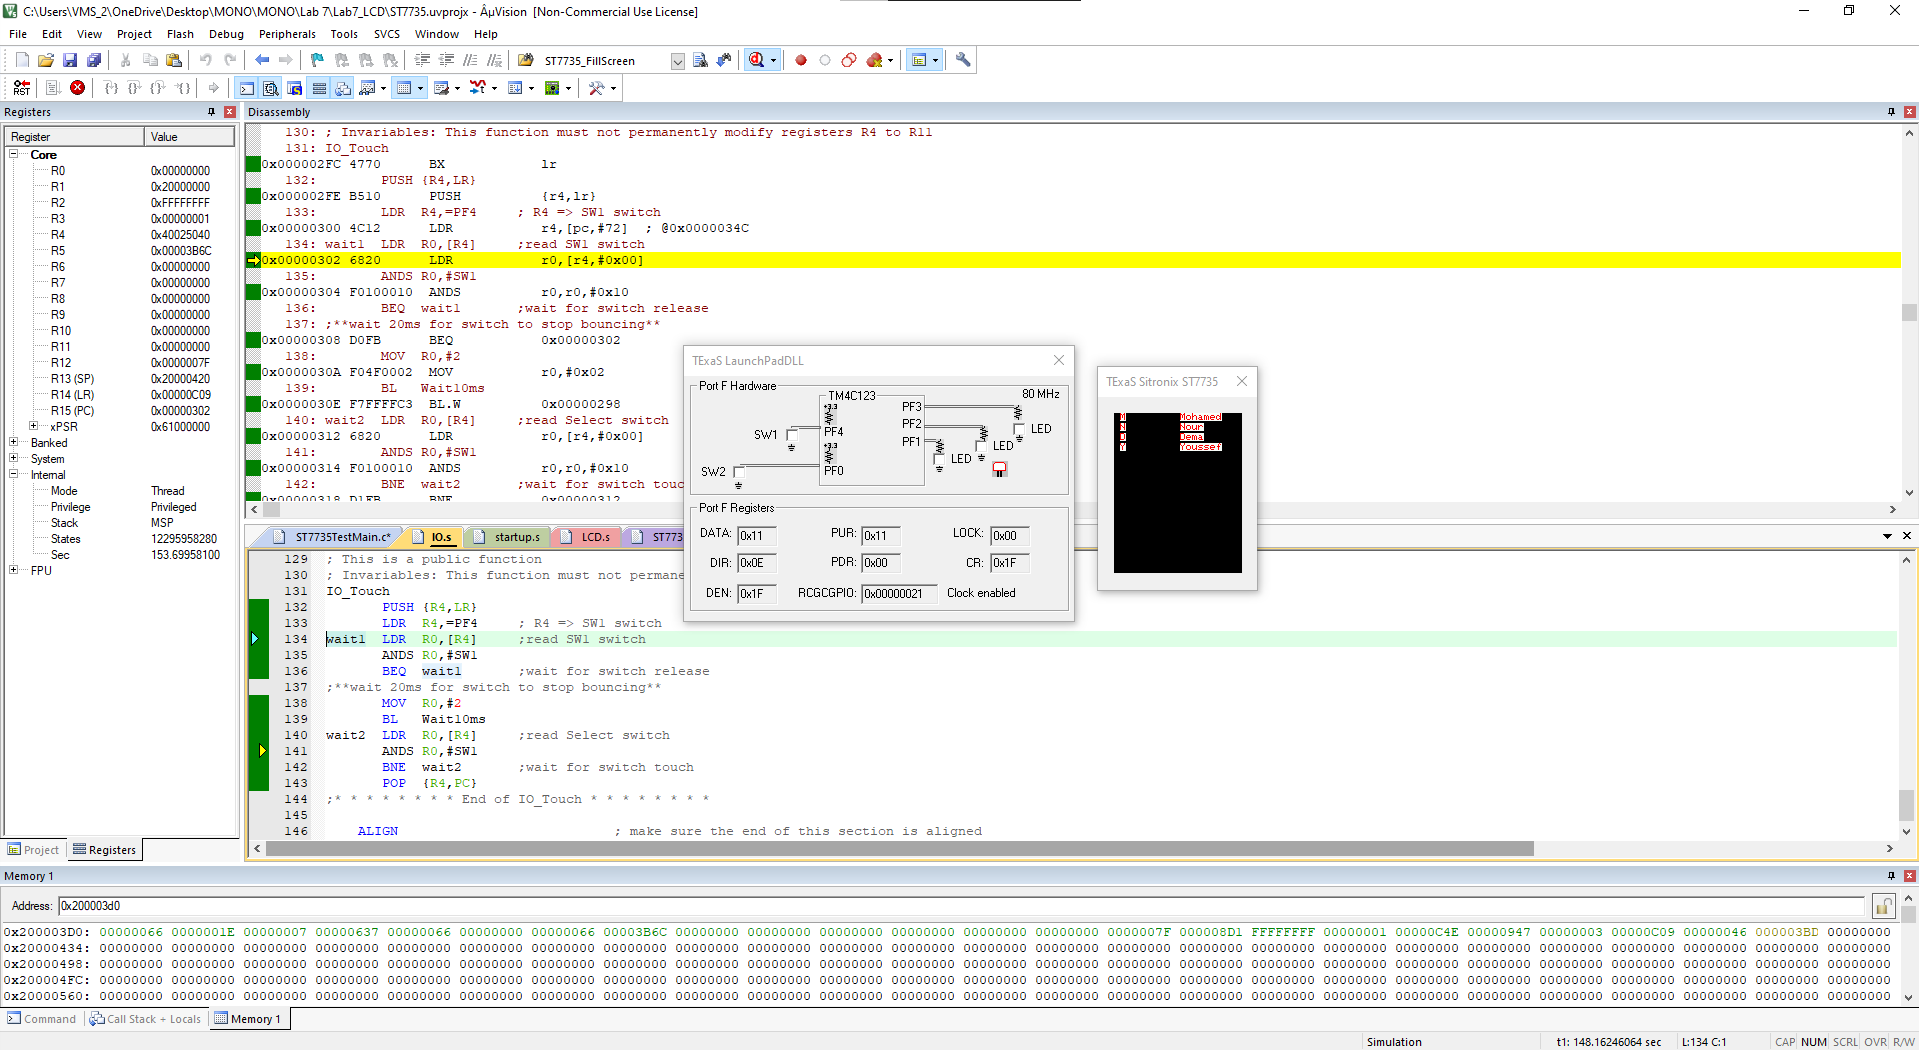 C:\Users\VMS_2\OneDrive\Desktop\MONO\MONO\Lab 7\Lab7_LCD\ST7735.uvprojx - ÂµVision  [Non-Commercial Use License]
File Edit View Project Flash Debug Peripherals Tools SVCS Window Help
ST7735_FillScreen
RST
Registers
Register Value
Core
R0 0x00000000
R1 0x20000000
R2 0xFFFFFFFF
R3 0x00000001
R4 0x40025040
R5 0x00003B6C
R6 0x00000000
R7 0x00000000
R8 0x00000000
R9 0x00000000
R10 0x00000000
R11 0x00000000
R12 0x0000007F
R13 (SP) 0x20000420
R14 (LR) 0x00000C09
R15 (PC) 0x00000302
xPSR 0x61000000
Banked
System
Internal
Mode Thread
Privilege Privileged
Stack MSP
States 12295958280
Sec 153.69958100
FPU
Project Registers
Disassembly
130: ; Invariables: This function must not permanently modify registers R4 to R11
131: IO_Touch
0x000002FC 4770 BX lr
132: PUSH {R4,LR}
0x000002FE B510 PUSH {r4,lr}
133: LDR R4,=PF4 ; R4 => SW1 switch
0x00000300 4C12 LDR r4,[pc,#72] ; @0x0000034C
134: wait1 LDR R0,[R4] ;read SW1 switch
0x00000302 6820 LDR r0,[r4,#0x00]
135: ANDS R0,#SW1
0x00000304 F0100010 ANDS r0,r0,#0x10
136: BEQ wait1 ;wait for switch release
137: ;**wait 20ms for switch to stop bouncing**
0x00000308 D0FB BEQ 0x00000302
138: MOV R0,#2
0x0000030A F04F0002 MOV r0,#0x02
139: BL Wait10ms
0x0000030E F7FFFFC3 BL.W 0x00000298
140: wait2 LDR R0,[R4] ;read Select switch
0x00000312 6820 LDR r0,[r4,#0x00]
141: ANDS R0,#SW1
0x00000314 F0100010 ANDS r0,r0,#0x10
142: BNE wait2 ;wait for switch touc
0x00000318 D1FB BNE 0x00000312
TExaS LaunchPadDLL
Port F Hardware
TM4C123
80 MHz
+3.3
PF4
+3.3
PF0
PF3
PF2
PF1
SW1
SW2
LED
LED
LED
Port F Registers
DATA: 0x11 PUR: 0x11 LOCK: 0x00
DIR: 0x0E PDR: 0x00 CR: 0x1F
DEN: 0x1F RCGCGPIO: 0x00000021 Clock enabled
TExaS Sitronix ST7735
M Mohamed
N Nour
D Dema
Y Youssef
ST7735TestMain.c* IO.s startup.s LCD.s ST773
129 ; This is a public function
130 ; Invariables: This function must not permane
131 IO_Touch
132 PUSH {R4,LR}
133 LDR R4,=PF4 ; R4 => SW1 switch
134 wait1 LDR R0,[R4] ;read SW1 switch
135 ANDS R0,#SW1
136 BEQ wait1 ;wait for switch release
137 ;**wait 20ms for switch to stop bouncing**
138 MOV R0,#2
139 BL Wait10ms
140 wait2 LDR R0,[R4] ;read Select switch
141 ANDS R0,#SW1
142 BNE wait2 ;wait for switch touch
143 POP {R4,PC}
144 ;* * * * * * * * End of IO_Touch * * * * * * * *
145
146 ALIGN ; make sure the end of this section is aligned
Memory 1
Address: 0x200003d0
0x200003D0: 00000066 0000001E 00000007 00000637 00000066 00000000 00000066 00003B6C 00000000 00000000 00000000 00000000 00000000 00000000 0000007F 000008D1 FFFFFFFF 00000001 00000C4E 00000947 00000003 00000C09 00000046 000003BD 00000000
0x20000434: 00000000 00000000 00000000 00000000 00000000 00000000 00000000 00000000 00000000 00000000 00000000 00000000 00000000 00000000 00000000 00000000 00000000 00000000 00000000 00000000 00000000 00000000 00000000 00000000 00000000
0x20000498: 00000000 00000000 00000000 00000000 00000000 00000000 00000000 00000000 00000000 00000000 00000000 00000000 00000000 00000000 00000000 00000000 00000000 00000000 00000000 00000000 00000000 00000000 00000000 00000000 00000000
0x200004FC: 00000000 00000000 00000000 00000000 00000000 00000000 00000000 00000000 00000000 00000000 00000000 00000000 00000000 00000000 00000000 00000000 00000000 00000000 00000000 00000000 00000000 00000000 00000000 00000000 00000000
0x20000560: 00000000 00000000 00000000 00000000 00000000 00000000 00000000 00000000 00000000 00000000 00000000 00000000 00000000 00000000 00000000 00000000 00000000 00000000 00000000 00000000 00000000 00000000 00000000 00000000 00000000
Command Call Stack + Locals Memory 1
Simulation t1: 148.16246064 sec L:134 C:1 CAP NUM SCRL OVR R/W